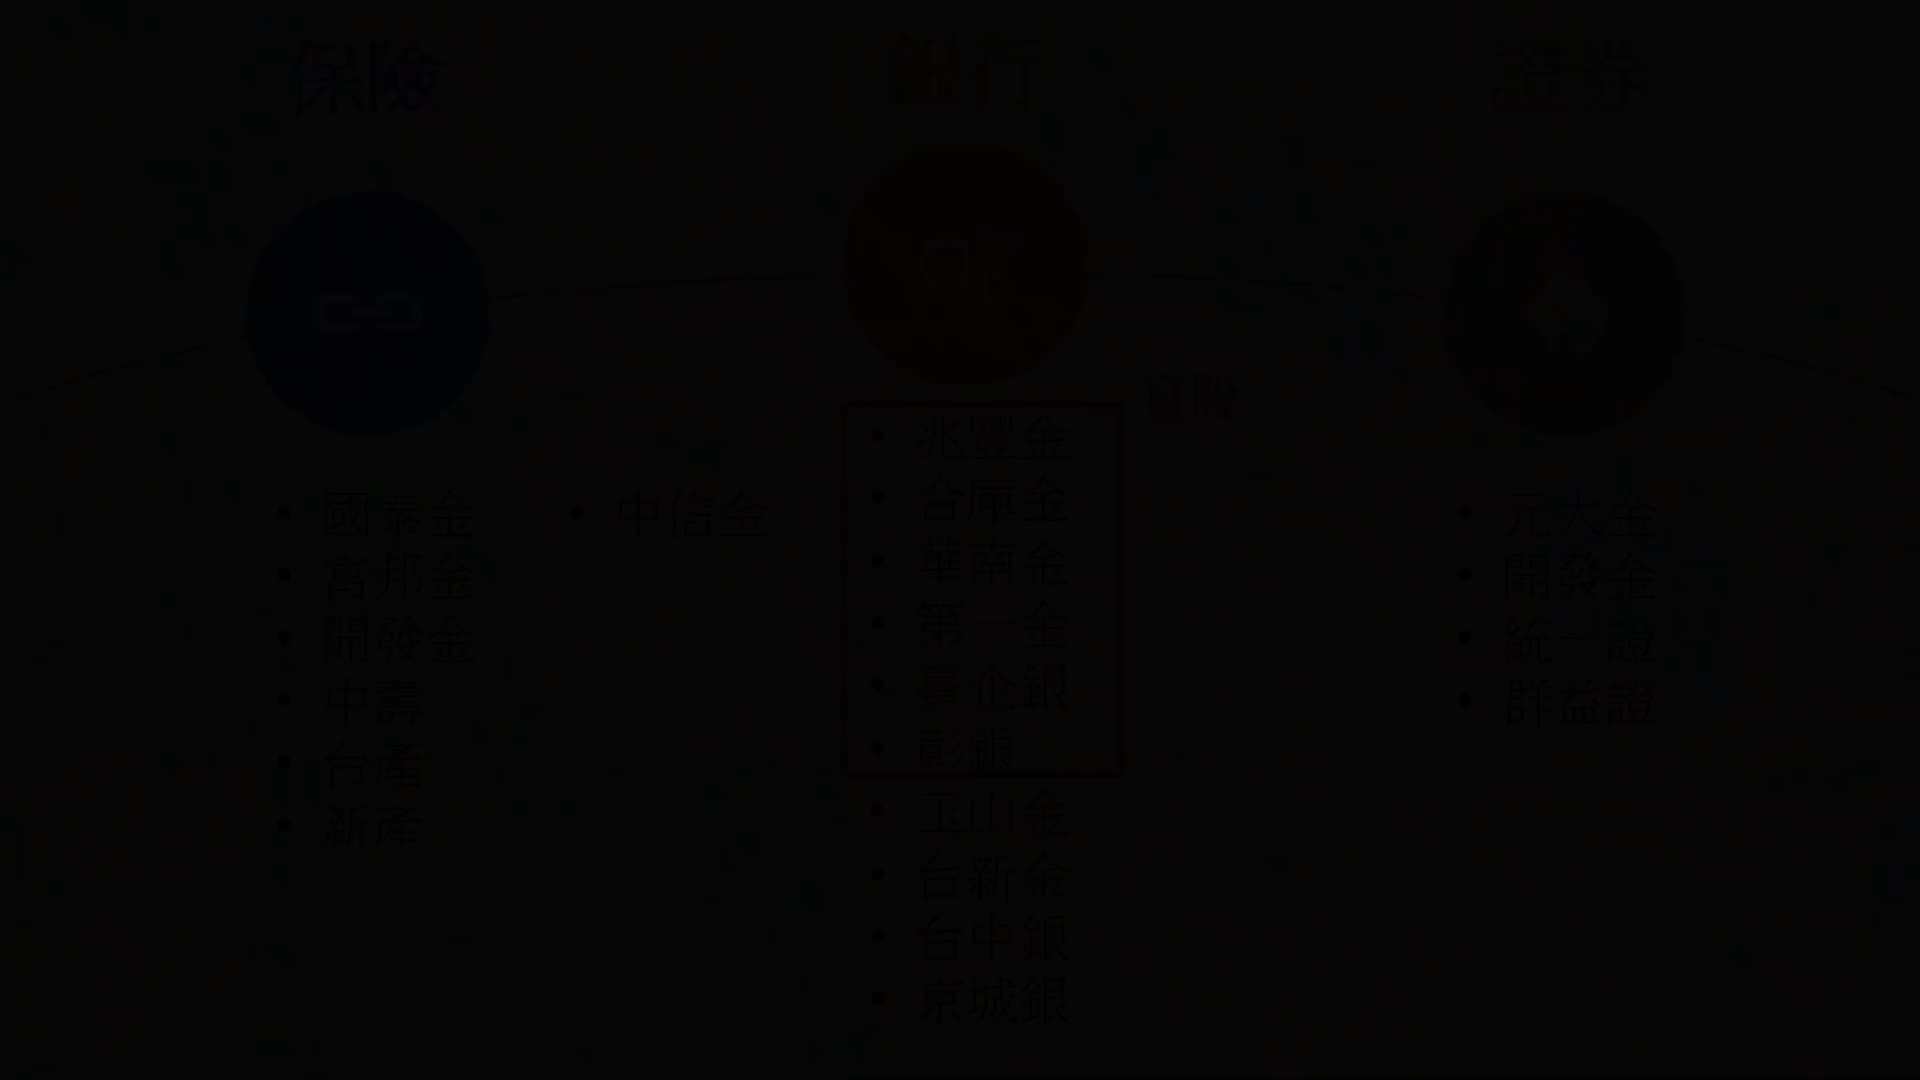 保險
國泰金
富邦金
開發金
中壽
台產
新產
中信金
銀行
官股
兆豐金
合庫金
華南金
第一金
臺企銀
彰銀
玉山金
台新金
台中銀
京城銀
證券
元大金
開發金
統一證
群益證